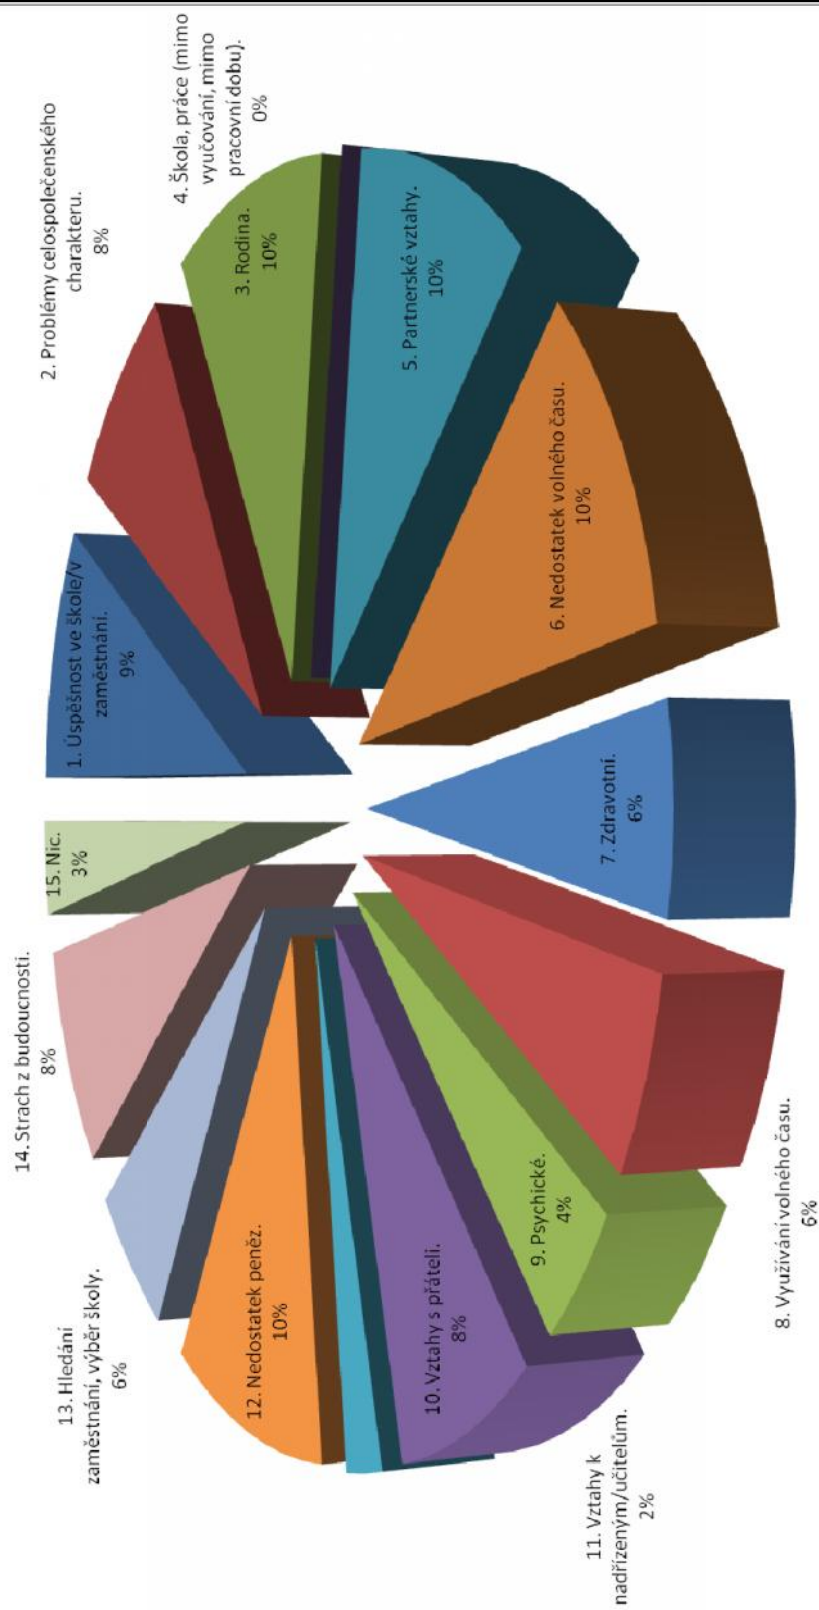 1. Úspěšnost ve škole/v
zaměstnání.
9%
2. Problémy celospolečenského
charakteru.
8%
3. Rodina.
10%
4. Škola, práce (mimo
vyučování, mimo
pracovní dobu).
0%
5. Partnerské vztahy.
10%
6. Nedostatek volného času.
10%
7. Zdravotní.
6%
8. Využívání volného času.
6%
9. Psychické.
4%
10. Vztahy s přáteli.
8%
11. Vztahy k
nadřízeným/učitelům.
2%
12. Nedostatek peněz.
10%
13. Hledání
zaměstnání, výběr školy.
6%
14. Strach z budoucnosti.
8%
15. Nic.
3%